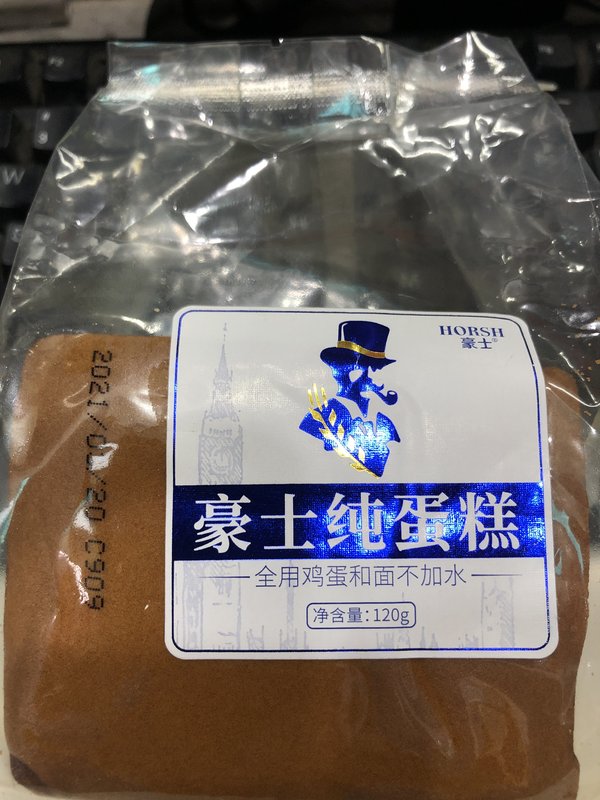 HORSH
豪士®
豪士纯蛋糕
全用鸡蛋和面不加水
净含量:120g
2021/01/20 C909